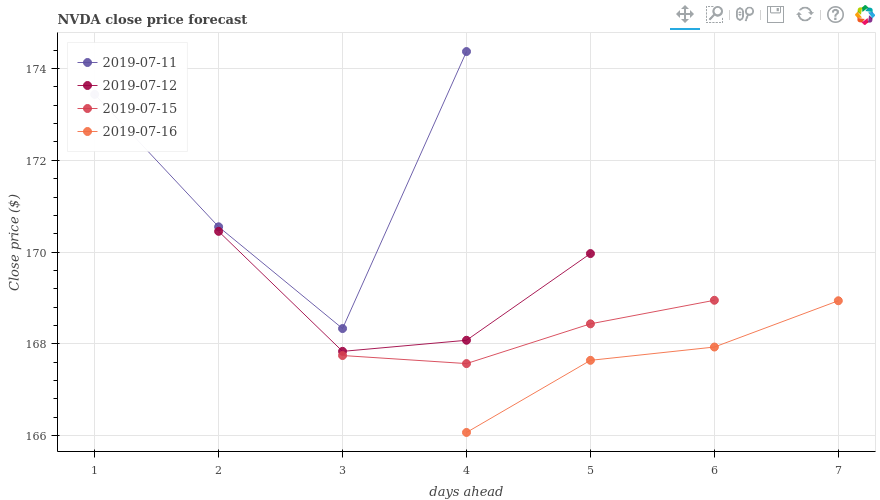 NVDA close price forecast
2019-07-11
2019-07-12
2019-07-15
2019-07-16
174
172
170
168
166
Close price ($)
1 2 3 4 5 6 7
days ahead